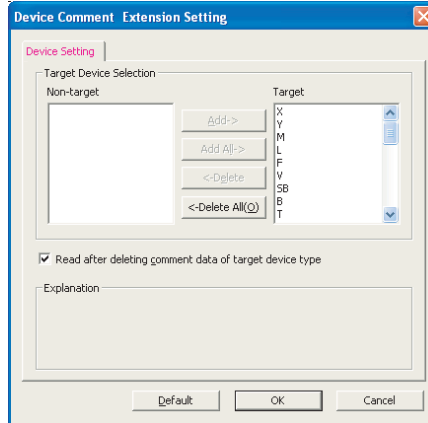 Device Comment  Extension Setting
Device Setting
Target Device Selection
Non-target
Target
Add->
Add All->
<-Delete
<-Delete All(O)
X
Y
M
L
F
V
SB
B
T
Read after deleting comment data of target device type
Explanation
Default
OK
Cancel